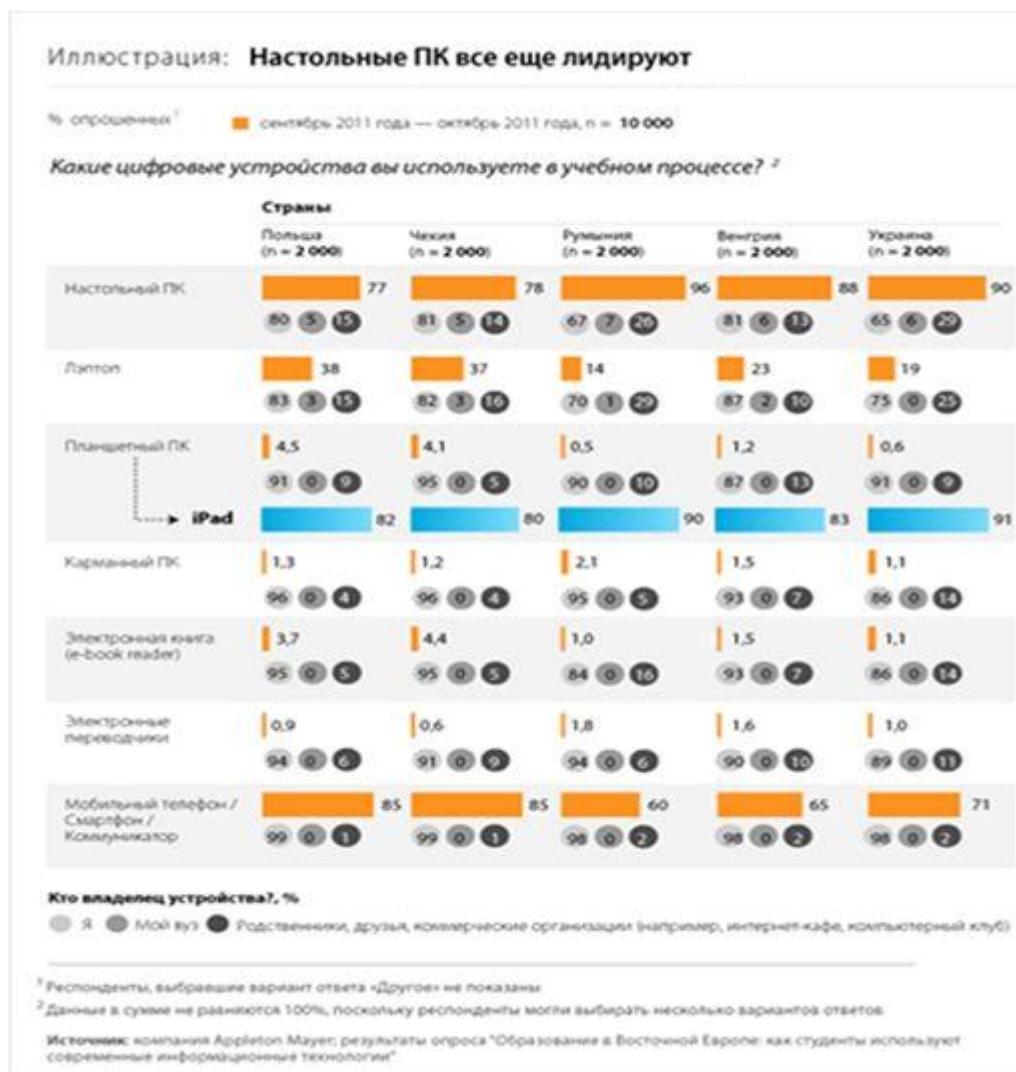 Иллюстрация: Настольные ПК все еще лидируют
% опрошенных 1 сентябрь 2011 года — октябрь 2011 года, n = 10 000
Какие цифровые устройства вы используете в учебном процессе? 2
Страны
Польша Чехия Румыния Венгрия Украина
(n = 2 000) (n = 2 000) (n = 2 000) (n = 2 000) (n = 2 000)
Настольный ПК 77 78 96 88 90
80 5 15 81 5 14 67 7 26 81 6 13 65 6 29
Лэптоп 38 37 14 23 19
83 3 15 82 3 16 70 1 29 87 2 10 75 0 25
Планшетный ПК 4,5 4,1 0,5 1,2 0,6
91 0 9 95 0 5 90 0 10 87 0 13 91 0 9
iPad 82 80 90 83 91
Карманный ПК 1,3 1,2 2,1 1,5 1,1
96 0 4 96 0 4 95 0 5 93 0 7 86 0 14
Электронная книга 3,7 4,4 1,0 1,5 1,1
(e-book reader)
95 0 5 95 0 5 84 0 16 93 0 7 86 0 14
Электронные 0,9 0,6 1,8 1,6 1,0
переводчики
94 0 6 91 0 9 94 0 6 90 0 10 89 0 11
Мобильный телефон / 85 85 60 65 71
Смартфон /
Коммуникатор 99 0 1 99 0 1 98 0 2 98 0 2 98 0 2
Кто владелец устройства?, %
Я Мой вуз Родственники, друзья, коммерческие организации (например, интернет-кафе, компьютерный клуб)
1 Респонденты, выбравшие вариант ответа «Другое» не показаны
2 Данные в сумме не равняются 100%, поскольку респонденты могли выбирать несколько вариантов ответов
Источник: компания Appleton Mayer; результаты опроса "Образование в Восточной Европе: как студенты используют
современные информационные технологии"